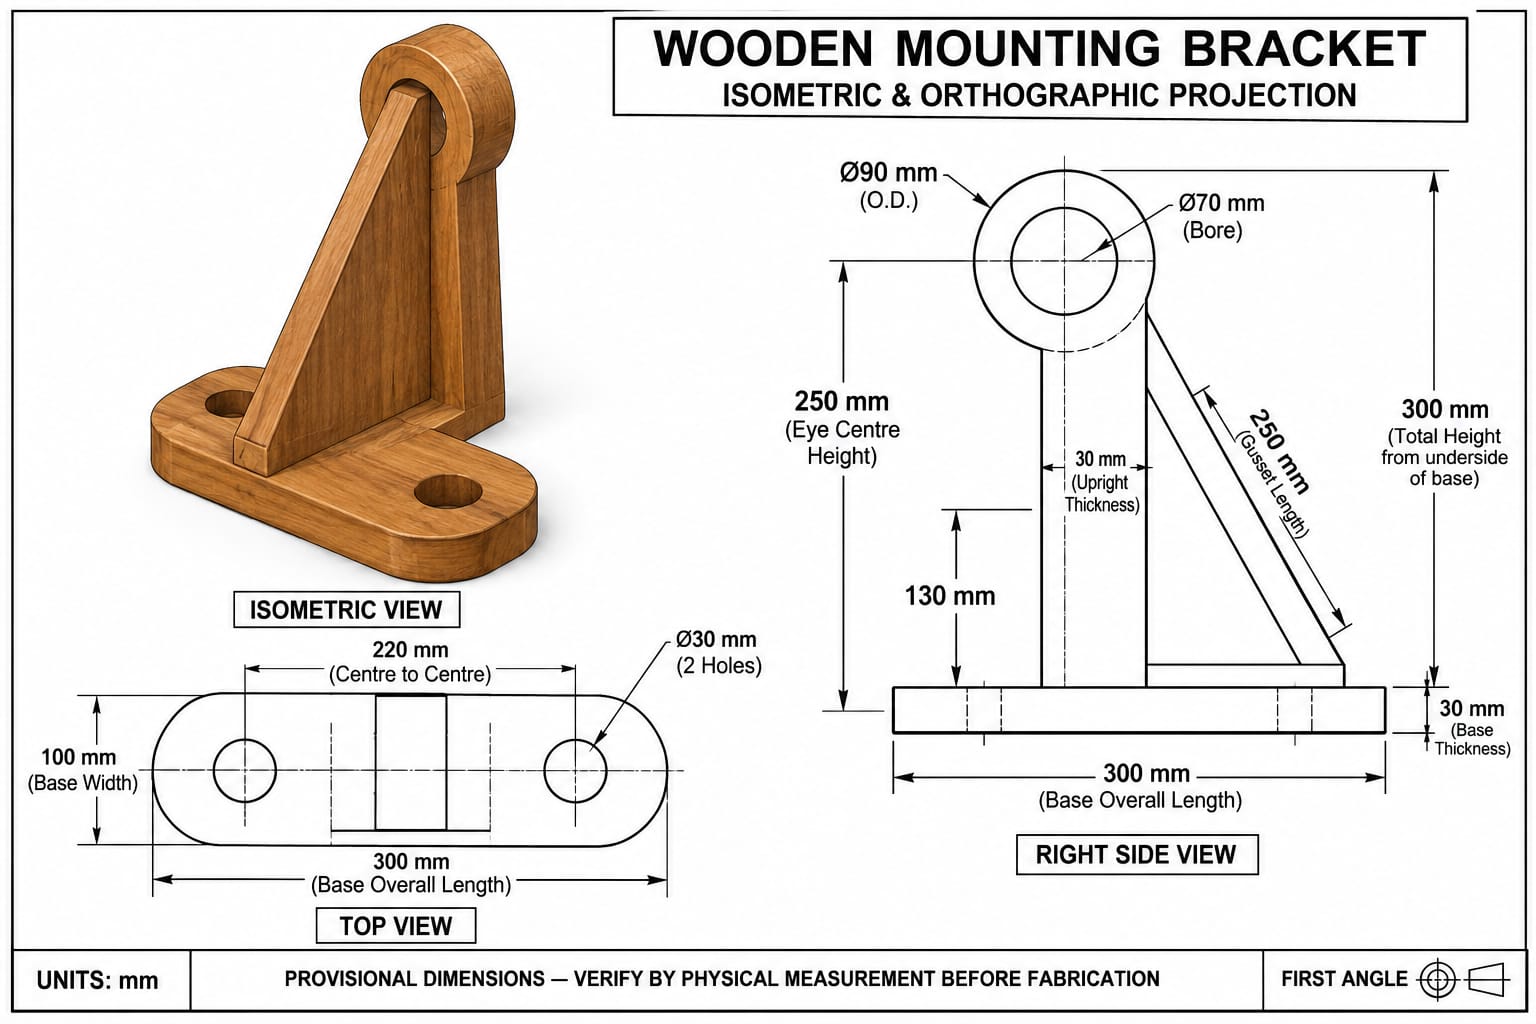 WOODEN MOUNTING BRACKET
ISOMETRIC & ORTHOGRAPHIC PROJECTION
Ø90 mm
(O.D.)
Ø70 mm
(Bore)
250 mm
(Eye Centre
Height)
300 mm
(Total Height
from underside
of base)
250 mm
(Gusset Length)
30 mm
(Upright
Thickness)
130 mm
30 mm
(Base
Thickness)
300 mm
(Base Overall Length)
RIGHT SIDE VIEW
ISOMETRIC VIEW
220 mm
(Centre to Centre)
Ø30 mm
(2 Holes)
100 mm
(Base Width)
300 mm
(Base Overall Length)
TOP VIEW
UNITS: mm
PROVISIONAL DIMENSIONS — VERIFY BY PHYSICAL MEASUREMENT BEFORE FABRICATION
FIRST ANGLE